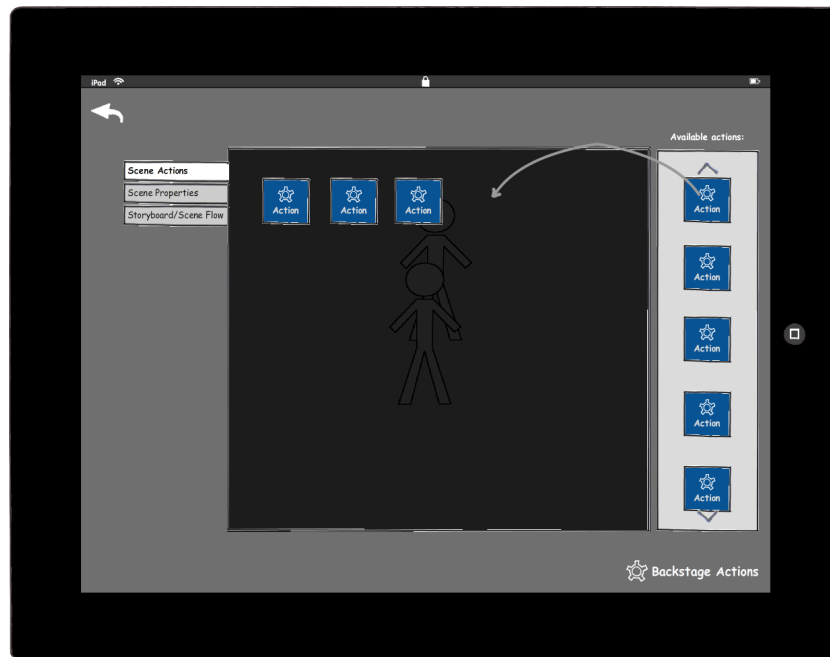 iPad
Available actions:
Scene Actions
Scene Properties
Storyboard/Scene Flow
Action
Action
Action
Action
Action
Action
Action
Action
Backstage Actions